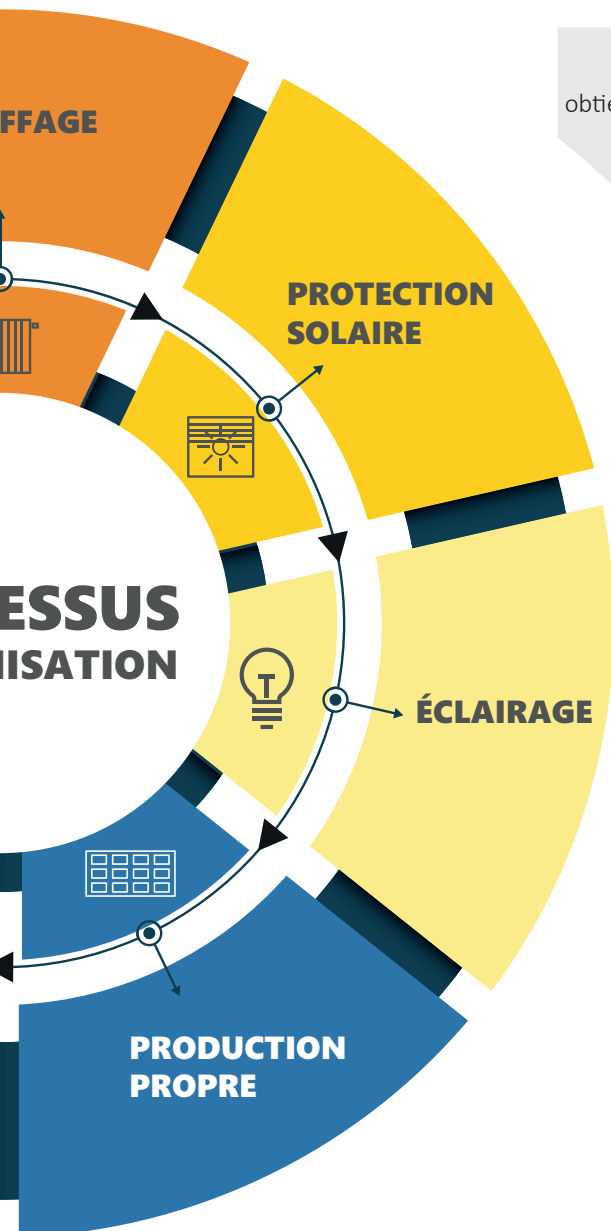 FFAGE
obtie
PROTECTION
SOLAIRE
ESSUS
ISATION
ÉCLAIRAGE
PRODUCTION
PROPRE